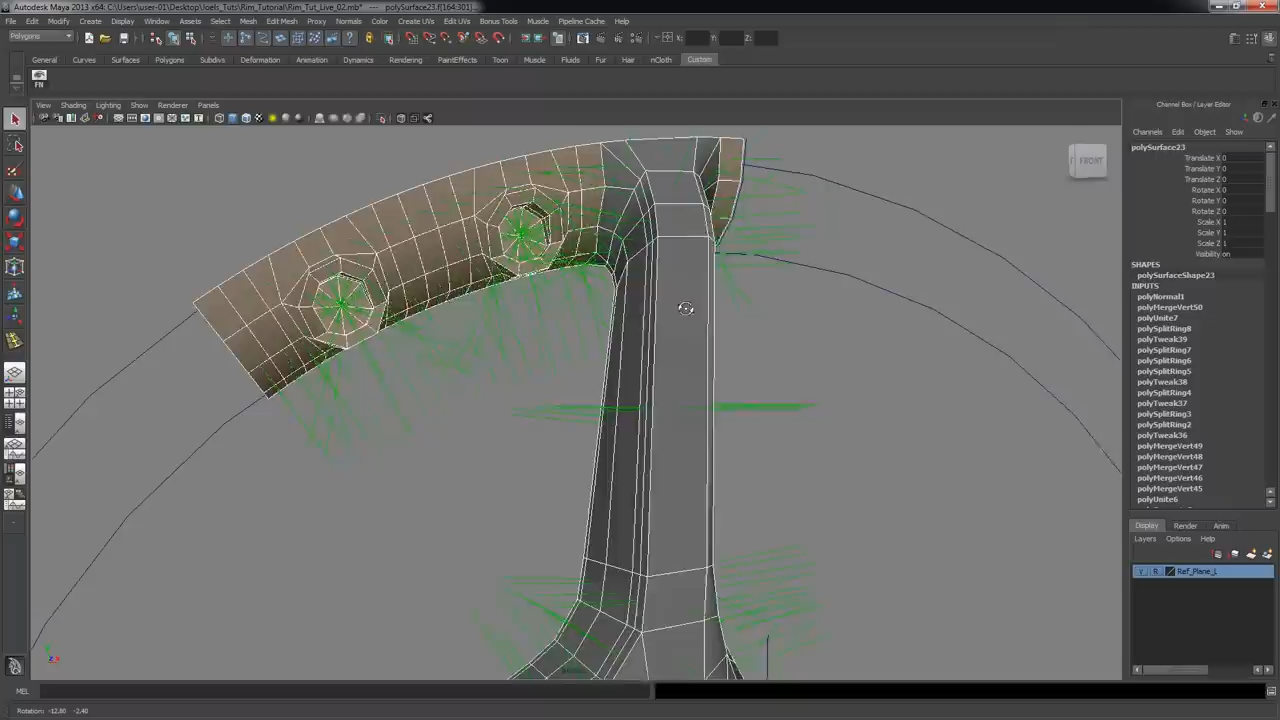 Autodesk Maya 2013 x64: C:\Users\user-01\Desktop\Joels_Tuts\Rim_Tutorial\Rim_Tut_Live_02.mb* --- polySurface23.f[164:301]...
File Edit Modify Create Display Window Assets Select Mesh Edit Mesh Proxy Normals Color Create UVs Edit UVs Bonus Tools Muscle Pipeline Cache Help
Polygons X: Y: Z:
General Curves Surfaces Polygons Subdivs Deformation Animation Dynamics Rendering PaintEffects Toon Muscle Fluids Fur Hair nCloth Custom
FN
View Shading Lighting Show Renderer Panels
FRONT
Channel Box / Layer Editor
Channels Edit Object Show
polySurface23
Translate X 0
Translate Y 0
Translate Z 0
Rotate X 0
Rotate Y 0
Rotate Z 0
Scale X 1
Scale Y 1
Scale Z 1
Visibility on
SHAPES
polySurfaceShape23
INPUTS
polyNormal1
polyMergeVert50
polyUnite7
polySplitRing8
polyTweak39
polySplitRing7
polySplitRing6
polySplitRing5
polyTweak38
polySplitRing4
polyTweak37
polySplitRing3
polySplitRing2
polyTweak36
polyMergeVert49
polyMergeVert48
polyMergeVert47
polyMergeVert46
polyMergeVert45
polyUnite6
Display Render Anim
Layers Options Help
V R Ref_Plane_L
MEL
Rotation: -12.80 -2.40